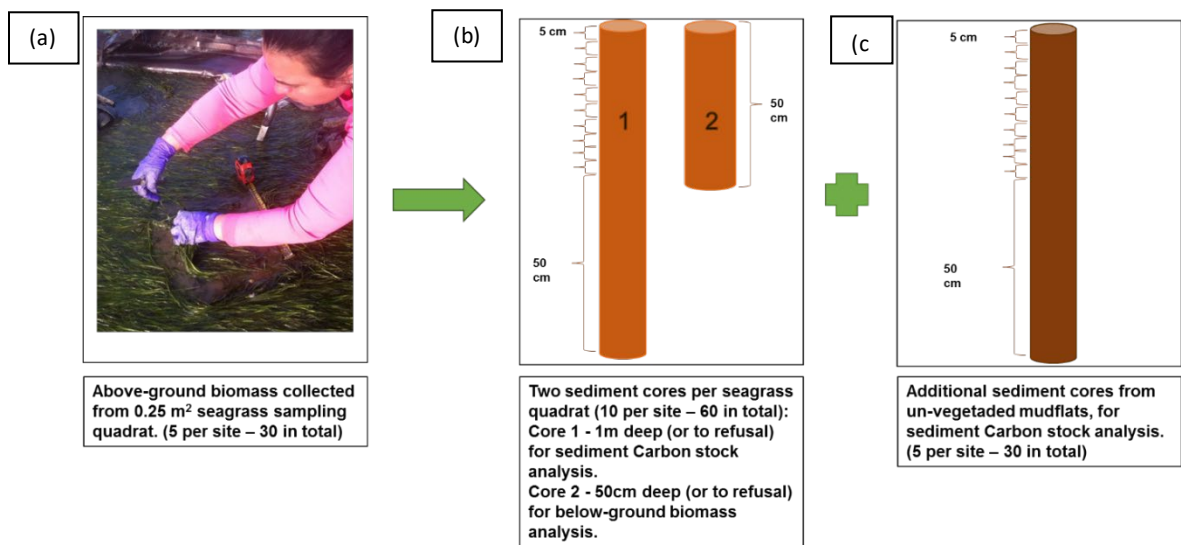 (a)
Above-ground biomass collected
from 0.25 m² seagrass sampling
quadrat. (5 per site – 30 in total)
(b)
5 cm
1
2
50
cm
50
cm
Two sediment cores per seagrass
quadrat (10 per site – 60 in total):
Core 1 - 1m deep (or to refusal)
for sediment Carbon stock
analysis.
Core 2 - 50cm deep (or to refusal)
for below-ground biomass
analysis.
(c
5 cm
50
cm
Additional sediment cores from
un-vegetaded mudflats, for
sediment Carbon stock analysis.
(5 per site – 30 in total)